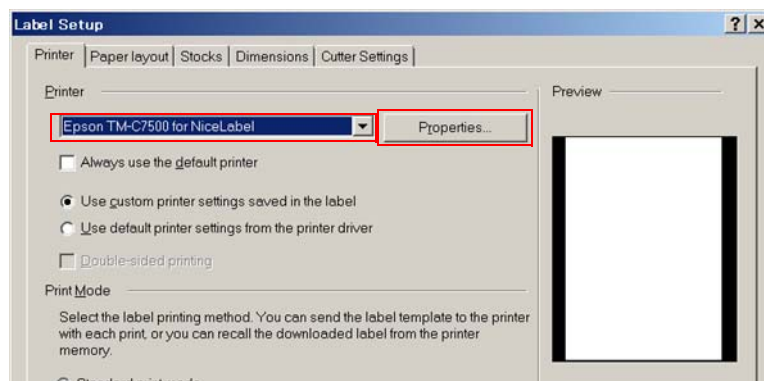 Label Setup
Printer Paper layout Stocks Dimensions Cutter Settings
Printer
Preview
Epson TM-C7500 for NiceLabel
Properties...
Always use the default printer
Use custom printer settings saved in the label
Use default printer settings from the printer driver
Double-sided printing
Print Mode
Select the label printing method. You can send the label template to the printer
with each print, or you can recall the downloaded label from the printer
memory.